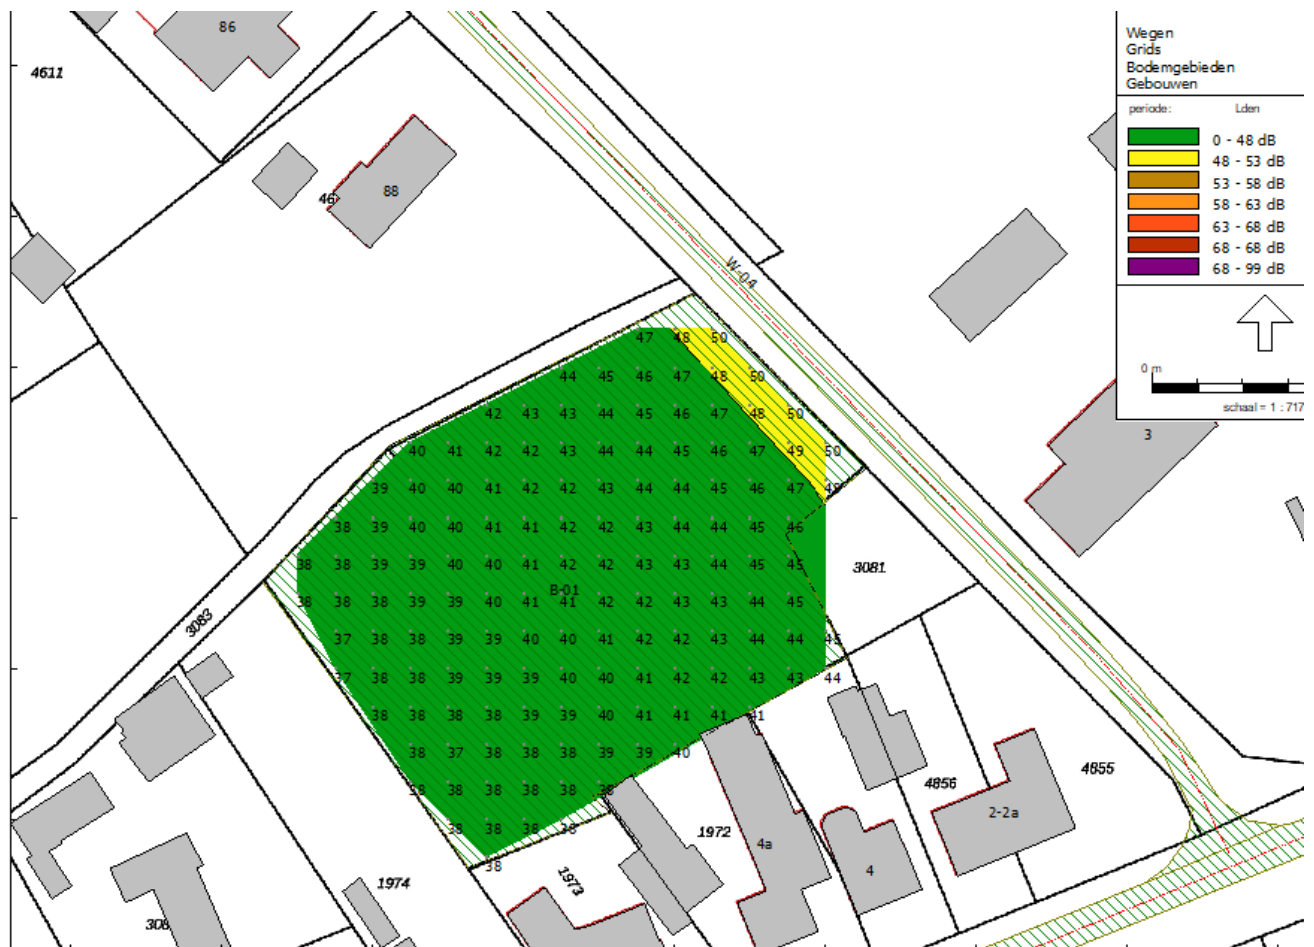 86
4611
Wegen
Grids
Bodemgebieden
Gebouwen
periode: Lden
0 - 48 dB
48 - 53 dB
53 - 58 dB
58 - 63 dB
63 - 68 dB
68 - 68 dB
68 - 99 dB
0 m
schaal = 1 : 717
88
46
W-04
3
47 48 50
44 45 46 47 48 50
42 43 43 44 45 46 47 48 50
40 41 42 42 43 44 44 45 46 47 49 50
39 40 40 41 42 42 43 44 44 45 46 47 48
38 39 40 40 41 41 42 42 43 44 44 45 46
38 38 39 39 40 40 41 42 42 43 43 44 45 45
3081
B-01
38 38 38 39 39 40 41 41 42 42 43 43 44 45
3083
37 38 38 39 39 40 40 41 42 42 43 44 44 45
37 38 38 39 39 39 40 40 41 42 42 43 43 44
38 38 38 38 39 39 40 41 41 41 41
38 37 38 38 38 39 39 40
38 38 38 38 38 38
38 38 38 38
38
4856
4855
2-2a
1972
4a
4
1973
1974
308